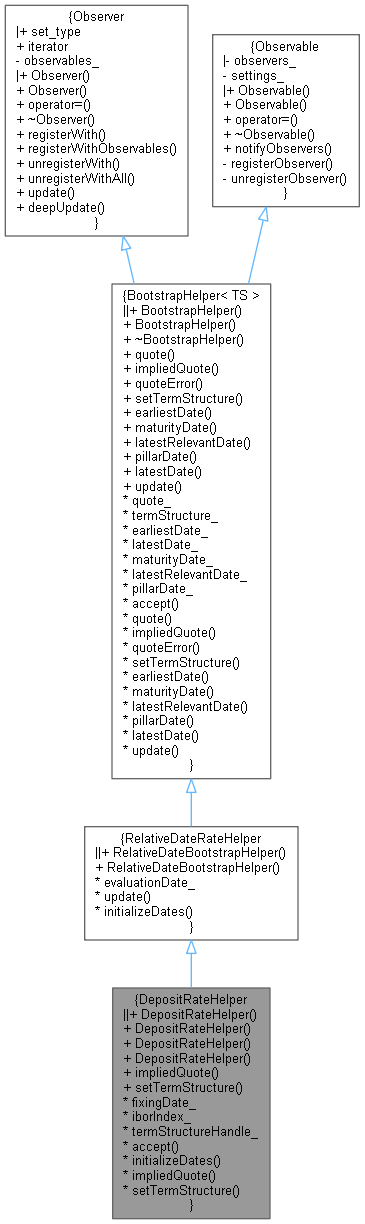 {Observer
|+ set_type
+ iterator
- observables_
|+ Observer()
+ Observer()
+ operator=()
+ ~Observer()
+ registerWith()
+ registerWithObservables()
+ unregisterWith()
+ unregisterWithAll()
+ update()
+ deepUpdate()
}
{Observable
|- observers_
- settings_
|+ Observable()
+ Observable()
+ operator=()
+ ~Observable()
+ notifyObservers()
- registerObserver()
- unregisterObserver()
}
{BootstrapHelper< TS >
||+ BootstrapHelper()
+ BootstrapHelper()
+ ~BootstrapHelper()
+ quote()
+ impliedQuote()
+ quoteError()
+ setTermStructure()
+ earliestDate()
+ maturityDate()
+ latestRelevantDate()
+ pillarDate()
+ latestDate()
+ update()
* quote_
* termStructure_
* earliestDate_
* latestDate_
* maturityDate_
* latestRelevantDate_
* pillarDate_
* accept()
* quote()
* impliedQuote()
* quoteError()
* setTermStructure()
* earliestDate()
* maturityDate()
* latestRelevantDate()
* pillarDate()
* latestDate()
* update()
}
{RelativeDateRateHelper
||+ RelativeDateBootstrapHelper()
+ RelativeDateBootstrapHelper()
* evaluationDate_
* update()
* initializeDates()
}
{DepositRateHelper
||+ DepositRateHelper()
+ DepositRateHelper()
+ DepositRateHelper()
+ DepositRateHelper()
+ impliedQuote()
+ setTermStructure()
* fixingDate_
* iborIndex_
* termStructureHandle_
* accept()
* initializeDates()
* impliedQuote()
* setTermStructure()
}